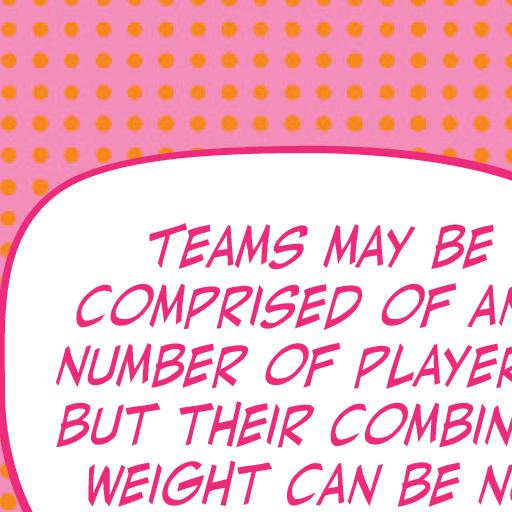 TEAMS MAY BE
COMPRISED OF
NUMBER OF
BUT THEIR
WEIGHT CAN BE